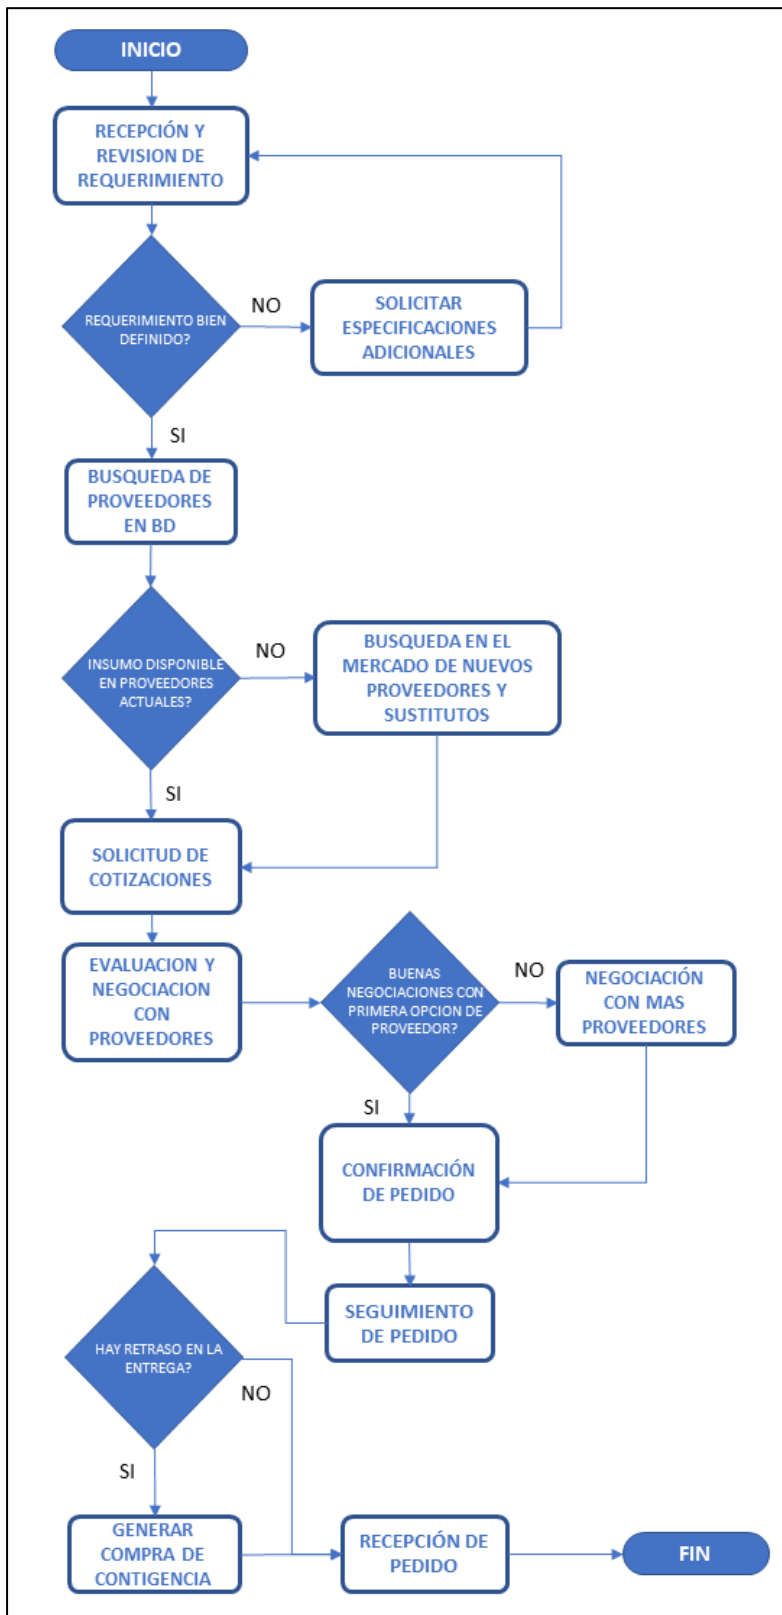 INICIO
RECEPCIÓN Y
REVISION DE
REQUERIMIENTO
REQUERIMIENTO BIEN
DEFINIDO?
NO
SOLICITAR
ESPECIFICACIONES
ADICIONALES
SI
BUSQUEDA DE
PROVEEDORES
EN BD
INSUMO DISPONIBLE
EN PROVEEDORES
ACTUALES?
NO
BUSQUEDA EN EL
MERCADO DE NUEVOS
PROVEEDORES Y
SUSTITUTOS
SI
SOLICITUD DE
COTIZACIONES
EVALUACION Y
NEGOCIACION
CON
PROVEEDORES
BUENAS
NEGOCIACIONES CON
PRIMERA OPCION DE
PROVEEDOR?
NO
NEGOCIACIÓN
CON MAS
PROVEEDORES
SI
CONFIRMACIÓN
DE PEDIDO
SEGUIMIENTO
DE PEDIDO
HAY RETRASO EN LA
ENTREGA?
NO
SI
GENERAR
COMPRA DE
CONTIGENCIA
RECEPCIÓN DE
PEDIDO
FIN